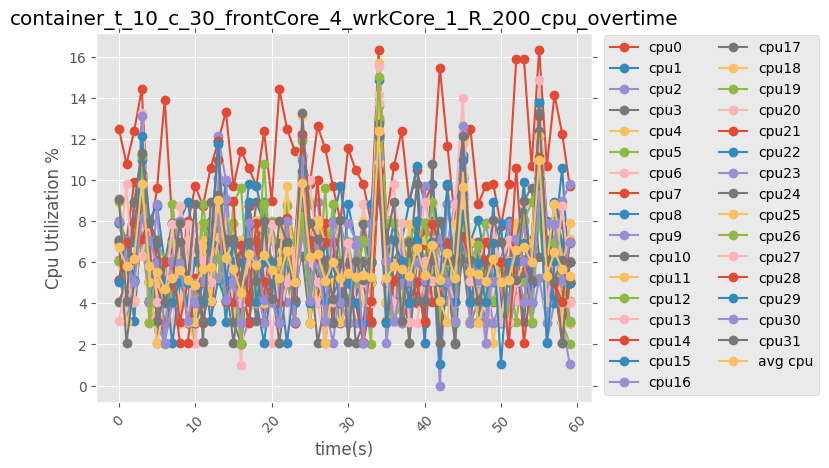 container_t_10_c_30_frontCore_4_wrkCore_1_R_200_cpu_overtime
Cpu Utilization %
16
14
12
10
8
6
4
2
0
0
10
20
30
40
50
60
time(s)
cpu0
cpu1
cpu2
cpu3
cpu4
cpu5
cpu6
cpu7
cpu8
cpu9
cpu10
cpu11
cpu12
cpu13
cpu14
cpu15
cpu16
cpu17
cpu18
cpu19
cpu20
cpu21
cpu22
cpu23
cpu24
cpu25
cpu26
cpu27
cpu28
cpu29
cpu30
cpu31
avg cpu